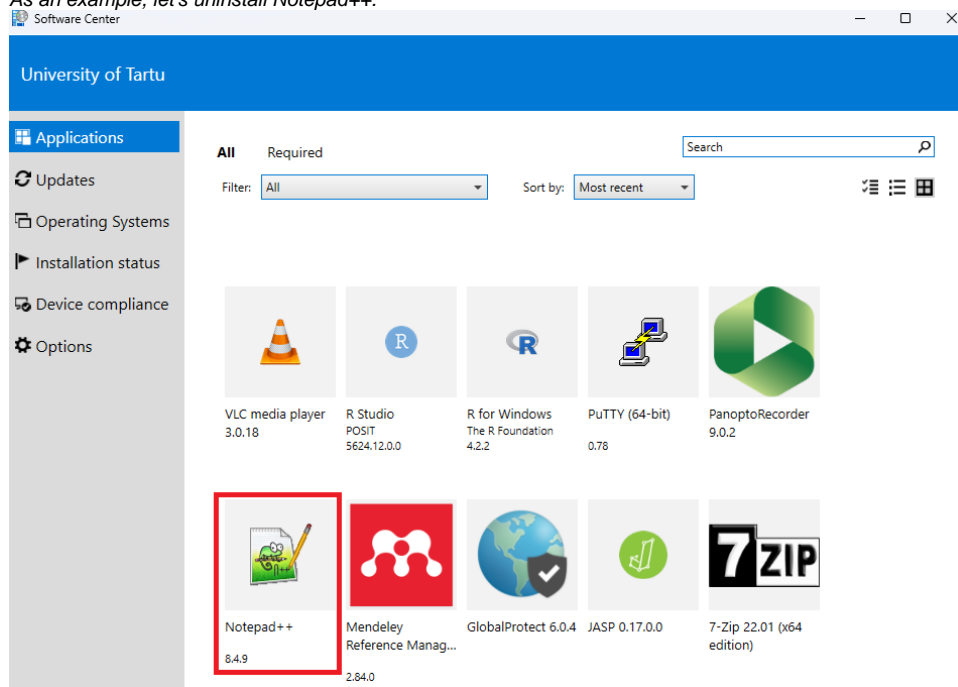 As an example, let's uninstall Notepad++.
Software Center
University of Tartu
Applications
Updates
Operating Systems
Installation status
Device compliance
Options
All Required
Search
Filter: All Sort by: Most recent
VLC media player
3.0.18
R
R Studio
POSIT
5624.12.0.0
R
R for Windows
The R Foundation
4.2.2
PuTTY (64-bit)
0.78
PanoptoRecorder
9.0.2
Notepad++
8.4.9
Mendeley
Reference Manag...
2.84.0
GlobalProtect 6.0.4
JASP 0.17.0.0
7 ZIP
7-Zip 22.01 (x64
edition)